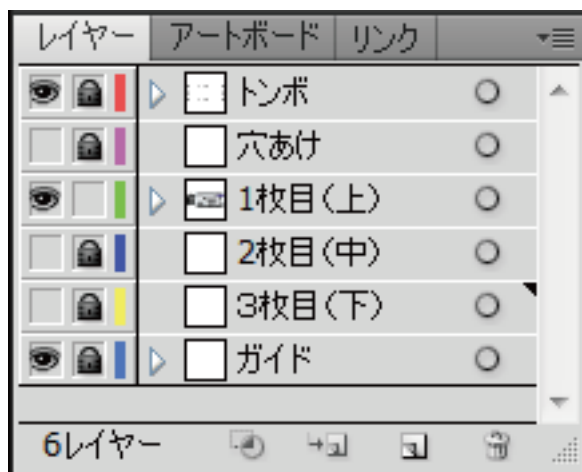 レイヤー アートボード リンク
トンボ
穴あけ
1枚目(上)
2枚目(中)
3枚目(下)
ガイド
6レイヤー